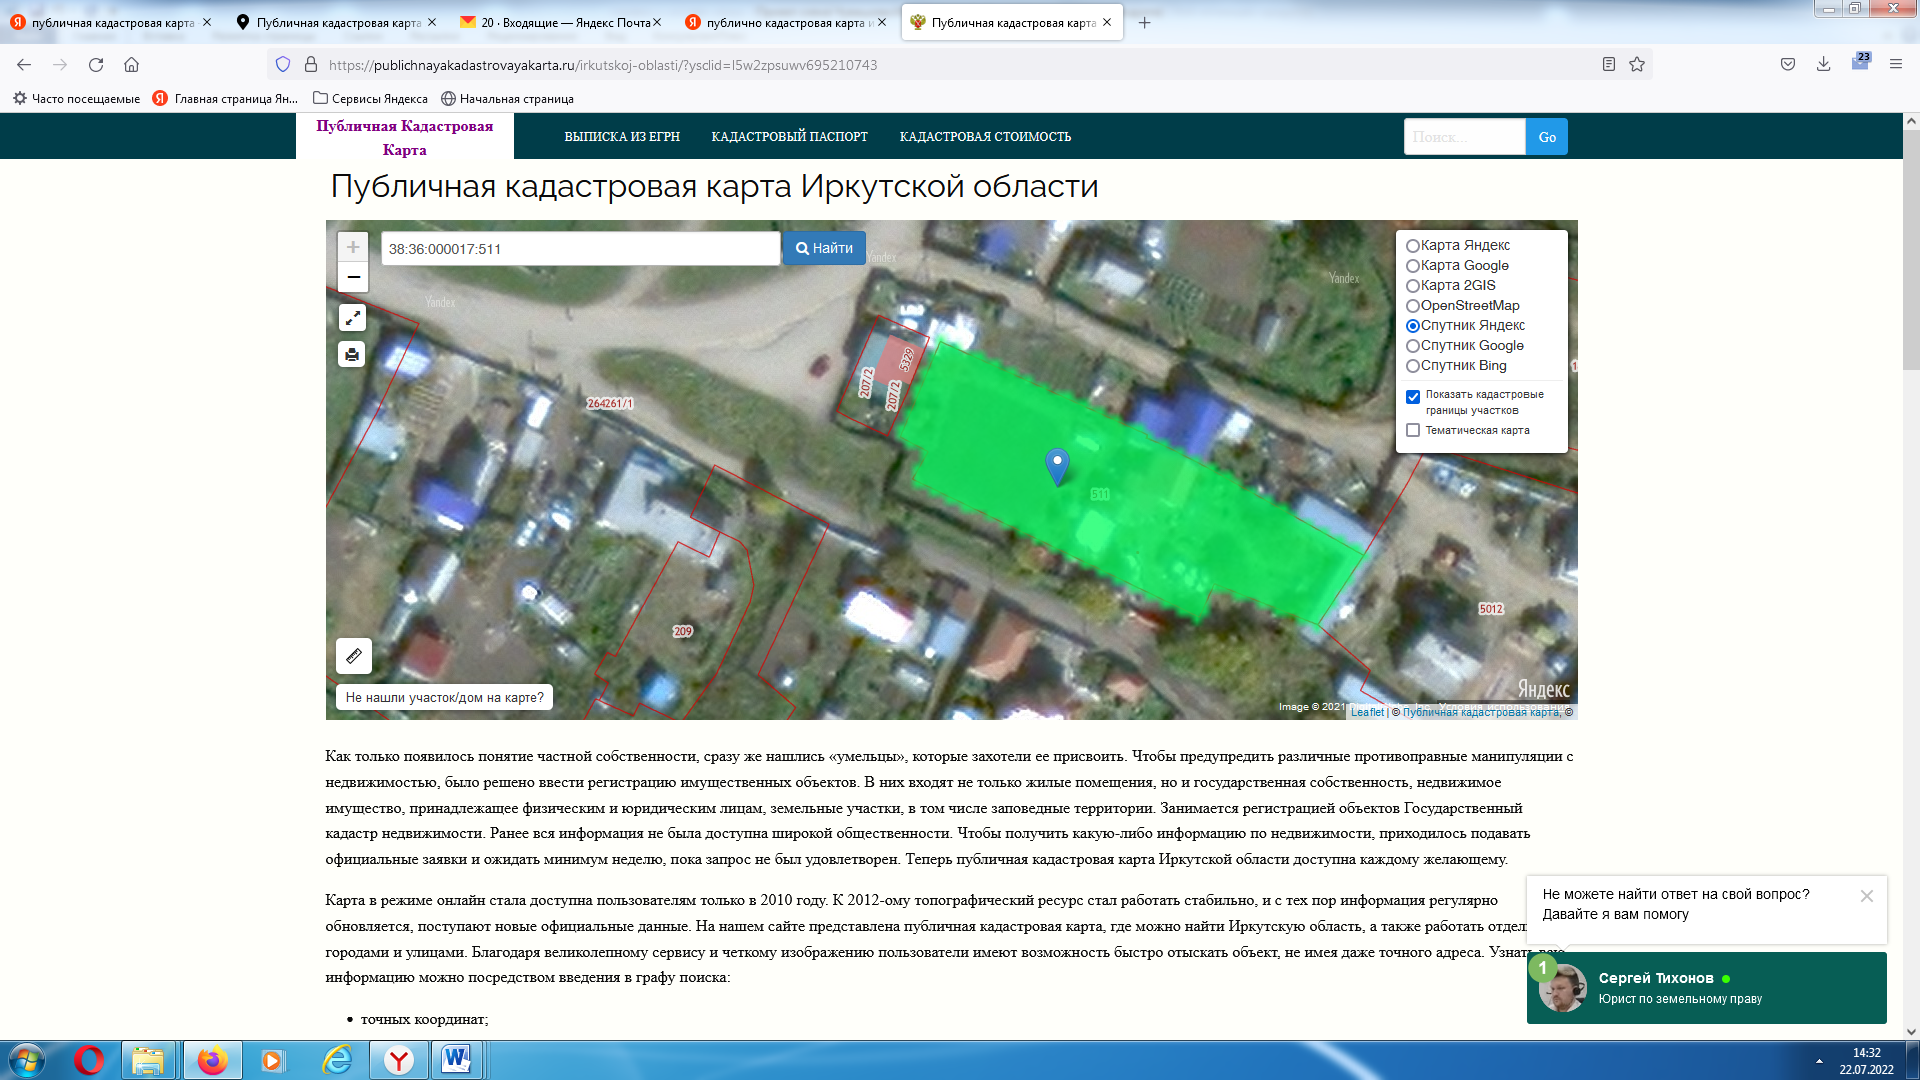 публичная кадастровая карта
Публичная кадастровая карта
20 · Входящие — Яндекс Почта
публично кадастровая карта и
Публичная кадастровая карта
https://publichnayakadastrovayakarta.ru/irkutskoj-oblasti/?ysclid=l5w2zpsuwv695210743
23
Часто посещаемые
Главная страница Ян...
Сервисы Яндекса
Начальная страница
Публичная Кадастровая
Карта
ВЫПИСКА ИЗ ЕГРН
КАДАСТРОВЫЙ ПАСПОРТ
КАДАСТРОВАЯ СТОИМОСТЬ
Поиск...
Go
Публичная кадастровая карта Иркутской области
+
−
38:36:000017:511
Найти
Yandex
Yandex
Yandex
Карта Яндекс
Карта Google
Карта 2GIS
OpenStreetMap
Спутник Яндекс
Спутник Google
Спутник Bing
Показать кадастровые
границы участков
Тематическая карта
264261/1
207/2
207/2
5329
511
209
5012
Не нашли участок/дом на карте?
Яндекс
Image © 2021
Leaflet | © Публичная кадастровая карта, ©
Как только появилось понятие частной собственности, сразу же нашлись «умельцы», которые захотели ее присвоить. Чтобы предупредить различные противоправные манипуляции с
недвижимостью, было решено ввести регистрацию имущественных объектов. В них входят не только жилые помещения, но и государственная собственность, недвижимое
имущество, принадлежащее физическим и юридическим лицам, земельные участки, в том числе заповедные территории. Занимается регистрацией объектов Государственный
кадастр недвижимости. Ранее вся информация не была доступна широкой общественности. Чтобы получить какую-либо информацию по недвижимости, приходилось подавать
официальные заявки и ожидать минимум неделю, пока запрос не был удовлетворен. Теперь публичная кадастровая карта Иркутской области доступна каждому желающему.
Карта в режиме онлайн стала доступна пользователям только в 2010 году. К 2012-ому топографический ресурс стал работать стабильно, и с тех пор информация регулярно
обновляется, поступают новые официальные данные. На нашем сайте представлена публичная кадастровая карта, где можно найти Иркутскую область, а также работать
городами и улицами. Благодаря великолепному сервису и четкому изображению пользователи имеют возможность быстро отыскать объект, не имея даже точного адреса.
информацию можно посредством введения в графу поиска:
• точных координат;
Не можете найти ответ на свой вопрос?
Давайте я вам помогу
1
Сергей Тихонов
Юрист по земельному праву
14:32
22.07.2022